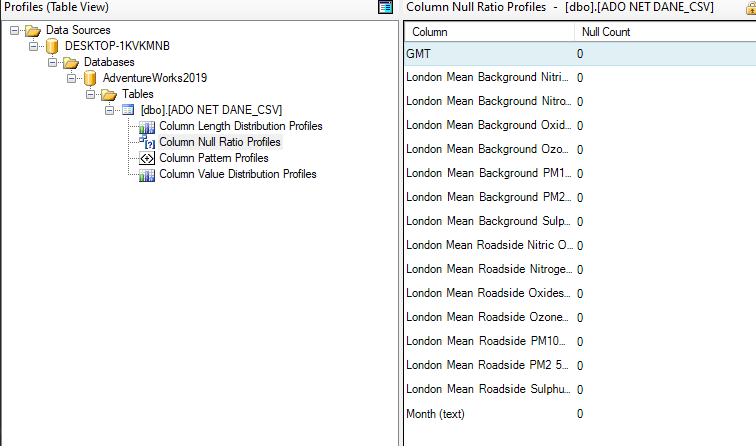 Profiles (Table View)
Data Sources
DESKTOP-1KVKMNB
Databases
AdventureWorks2019
Tables
[dbo].[ADO NET DANE_CSV]
Column Length Distribution Profiles
Column Null Ratio Profiles
Column Pattern Profiles
Column Value Distribution Profiles
Column Null Ratio Profiles - [dbo].[ADO NET DANE_CSV]
Column Null Count
GMT 0
London Mean Background Nitri... 0
London Mean Background Nitro... 0
London Mean Background Oxid... 0
London Mean Background Ozo... 0
London Mean Background PM1... 0
London Mean Background PM2... 0
London Mean Background Sulp... 0
London Mean Roadside Nitric O... 0
London Mean Roadside Nitroge... 0
London Mean Roadside Oxides... 0
London Mean Roadside Ozone... 0
London Mean Roadside PM10... 0
London Mean Roadside PM2 5... 0
London Mean Roadside Sulphu... 0
Month (text) 0